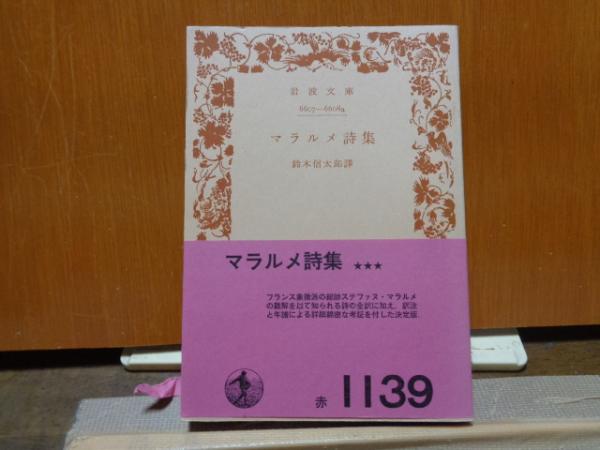 岩波文庫
6607—6608a
マラルメ詩集
鈴木信太郎譯
マラルメ詩集 ★★★
フランス象徴派の総帥ステファヌ・マラルメ
の難解を以て知られる詩の全訳に加え，訳注
と年譜による詳細綿密な考証を付した決定版．
赤 1139